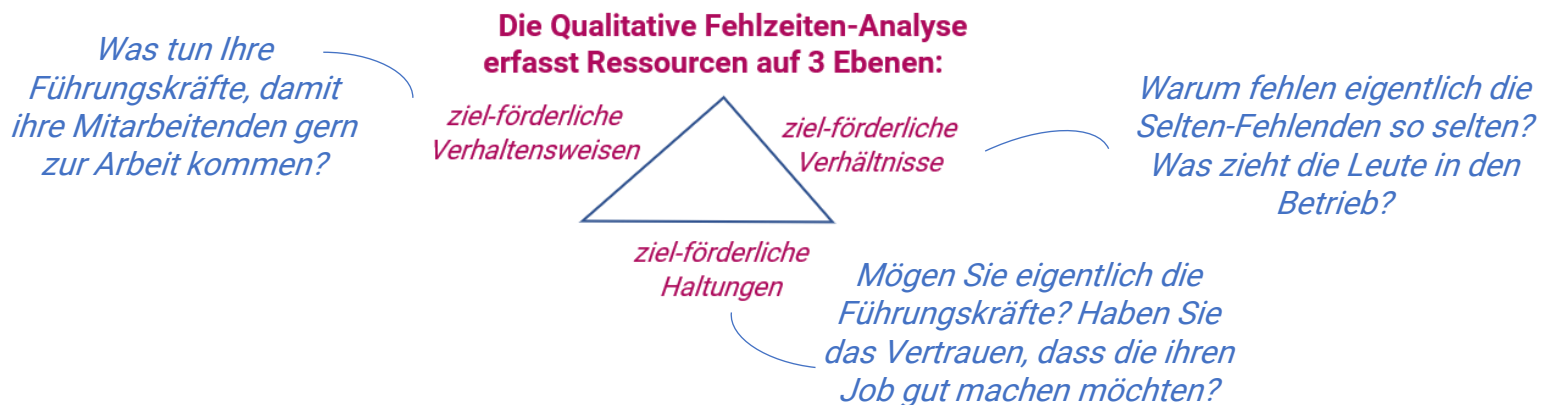 Die Qualitative Fehlzeiten-Analyse
erfasst Ressourcen auf 3 Ebenen:
Was tun Ihre
Führungskräfte, damit
ihre Mitarbeitenden gern
zur Arbeit kommen?
ziel-förderliche
Verhaltensweisen
ziel-förderliche
Verhältnisse
Warum fehlen eigentlich die
Selten-Fehlenden so selten?
Was zieht die Leute in den
Betrieb?
ziel-förderliche
Haltungen
Mögen Sie eigentlich die
Führungskräfte? Haben Sie
das Vertrauen, dass die ihren
Job gut machen möchten?